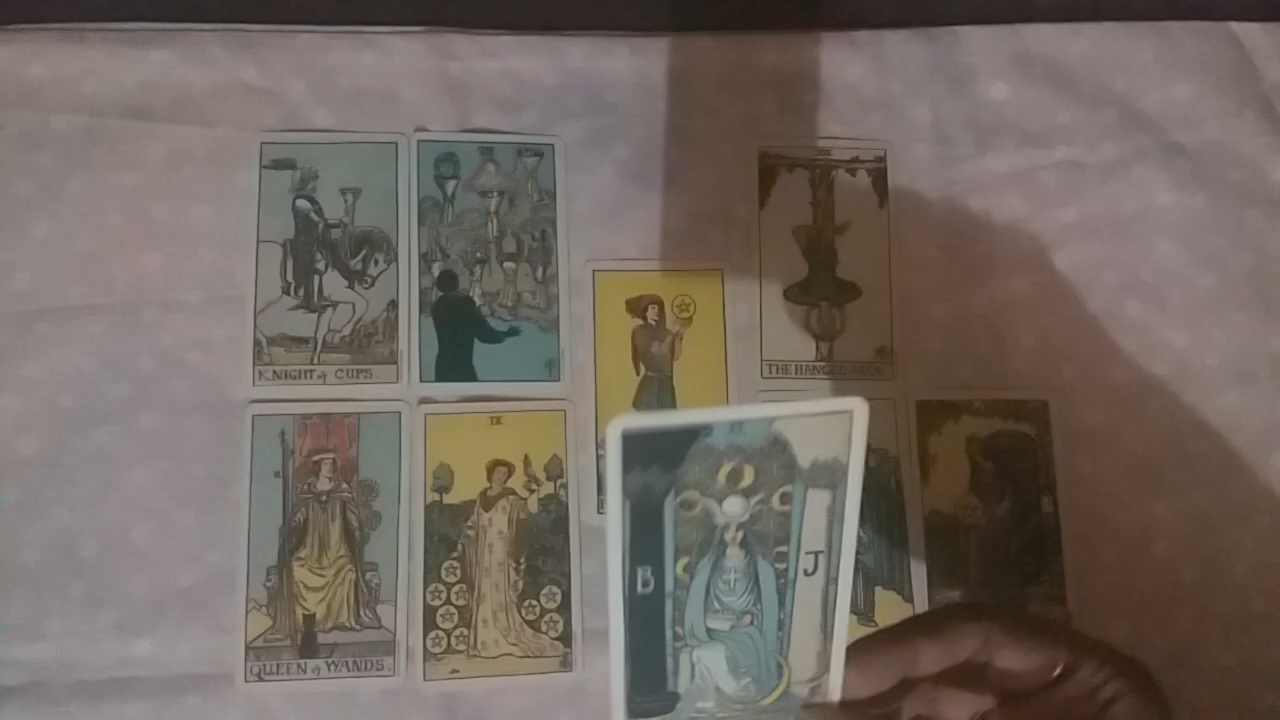 KNIGHT of CUPS.
THE HANGED MAN.
QUEEN of WANDS.
IX
B
J